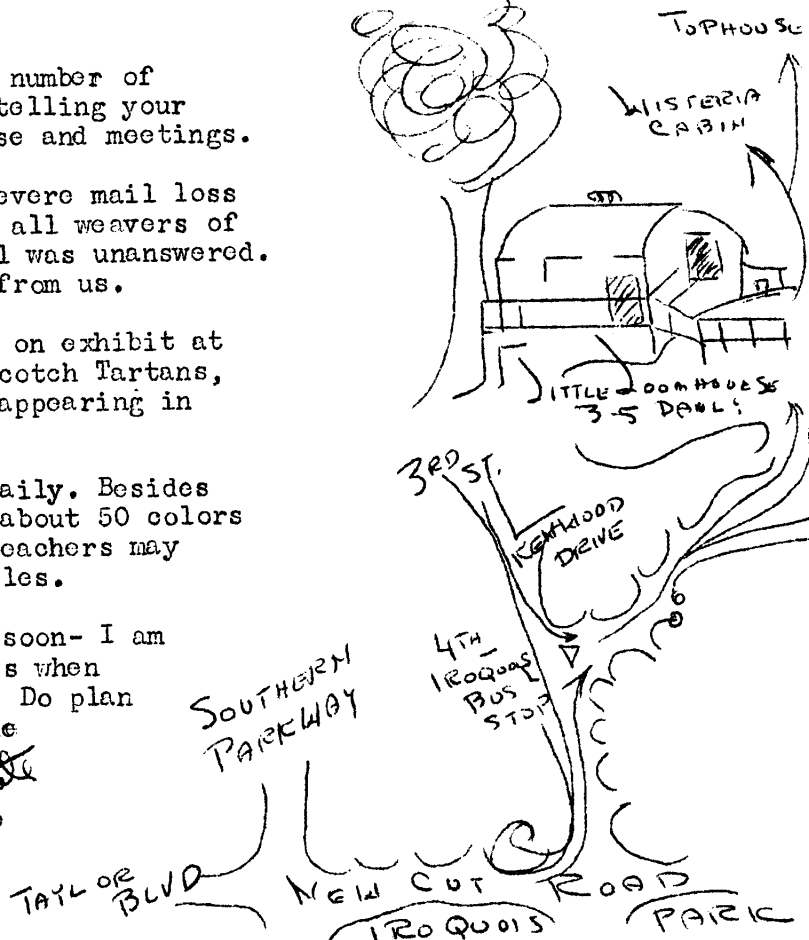 number of
telling your
se and meetings.
evere mail loss
all weavers of
l was unanswered.
from us.
on exhibit at
cotch Tartans,
appearing in
aily. Besides
about 50 colors
eachers may
les.
soon- I am
s when
Do plan
e
TOPHOUSE
WISTERIA
CABIN
LITTLE LOOMHOUSE
3-5 DAILY
3RD ST.
KENWOOD
DRIVE
4TH
IROQUOIS
BUS
STOP
SOUTHERN
PARKWAY
TAYLOR
BLVD
NEW CUT ROAD
IROQUOIS PARK